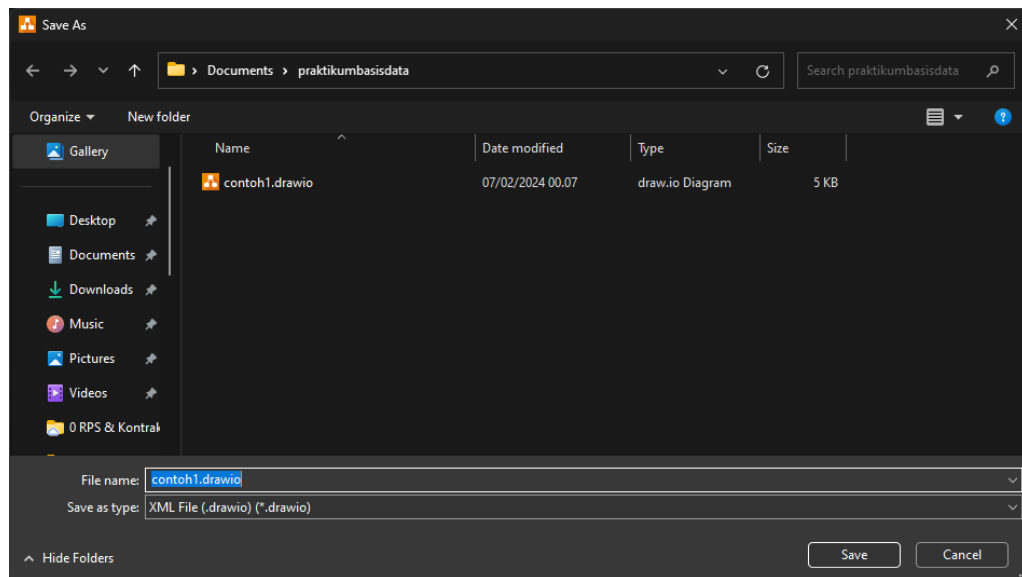 Save As
Documents › praktikumbasisdata
Search praktikumbasisdata
Organize
New folder
Gallery
Desktop
Documents
Downloads
Music
Pictures
Videos
0 RPS & Kontrak
Name
Date modified
Type
Size
contoh1.drawio
07/02/2024 00.07
draw.io Diagram
5 KB
File name: contoh1.drawio
Save as type: XML File (.drawio) (*.drawio)
Hide Folders
Save
Cancel